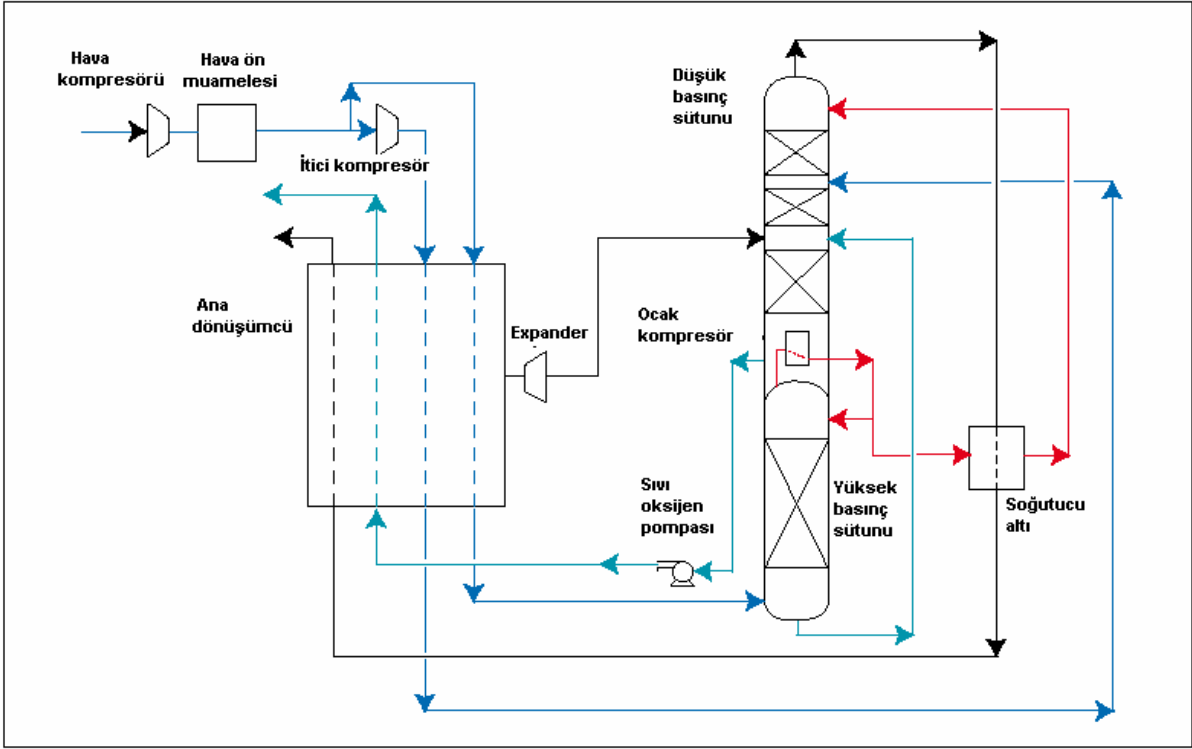 Hava
kompresörü
Hava ön
muamelesi
İtici kompresör
Düşük
basınç
sütunu
Ana
dönüşümcü
Expander
Ocak
kompresör
Sıvı
oksijen
pompası
Yüksek
basınç
sütunu
Soğutucu
altı